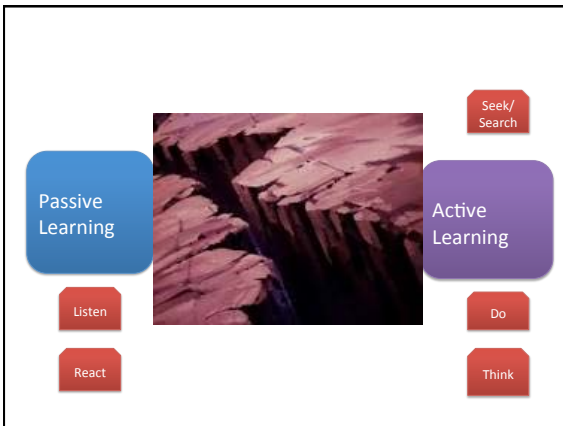 Passive
Learning
Listen
React
Seek/
Search
Active
Learning
Do
Think